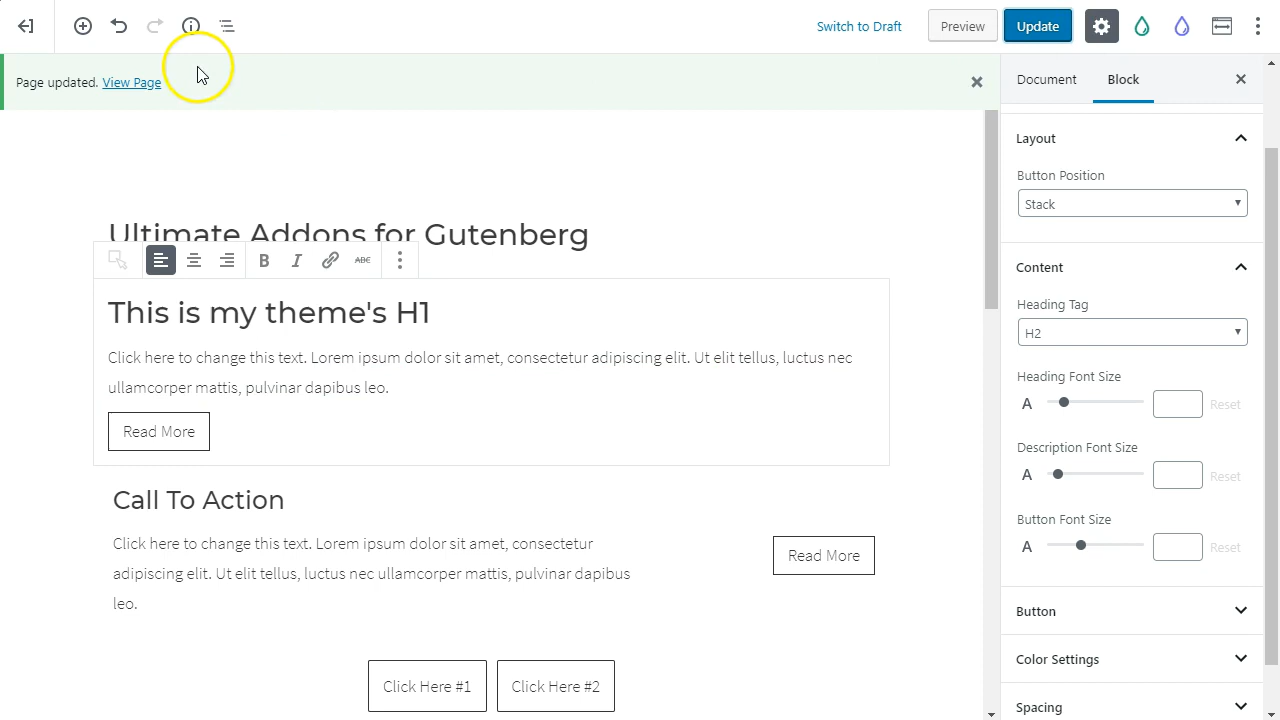 Switch to Draft
Preview
Update
Page updated. View Page
Document
Block
Layout
Button Position
Stack
Content
Heading Tag
H2
Heading Font Size
A
Reset
Description Font Size
A
Reset
Button Font Size
A
Reset
Button
Color Settings
Spacing
Ultimate Addons for Gutenberg
B I ABC
This is my theme's H1
Click here to change this text. Lorem ipsum dolor sit amet, consectetur adipiscing elit. Ut elit tellus, luctus nec
ullamcorper mattis, pulvinar dapibus leo.
Read More
Call To Action
Click here to change this text. Lorem ipsum dolor sit amet, consectetur
adipiscing elit. Ut elit tellus, luctus nec ullamcorper mattis, pulvinar dapibus
leo.
Read More
Click Here #1
Click Here #2